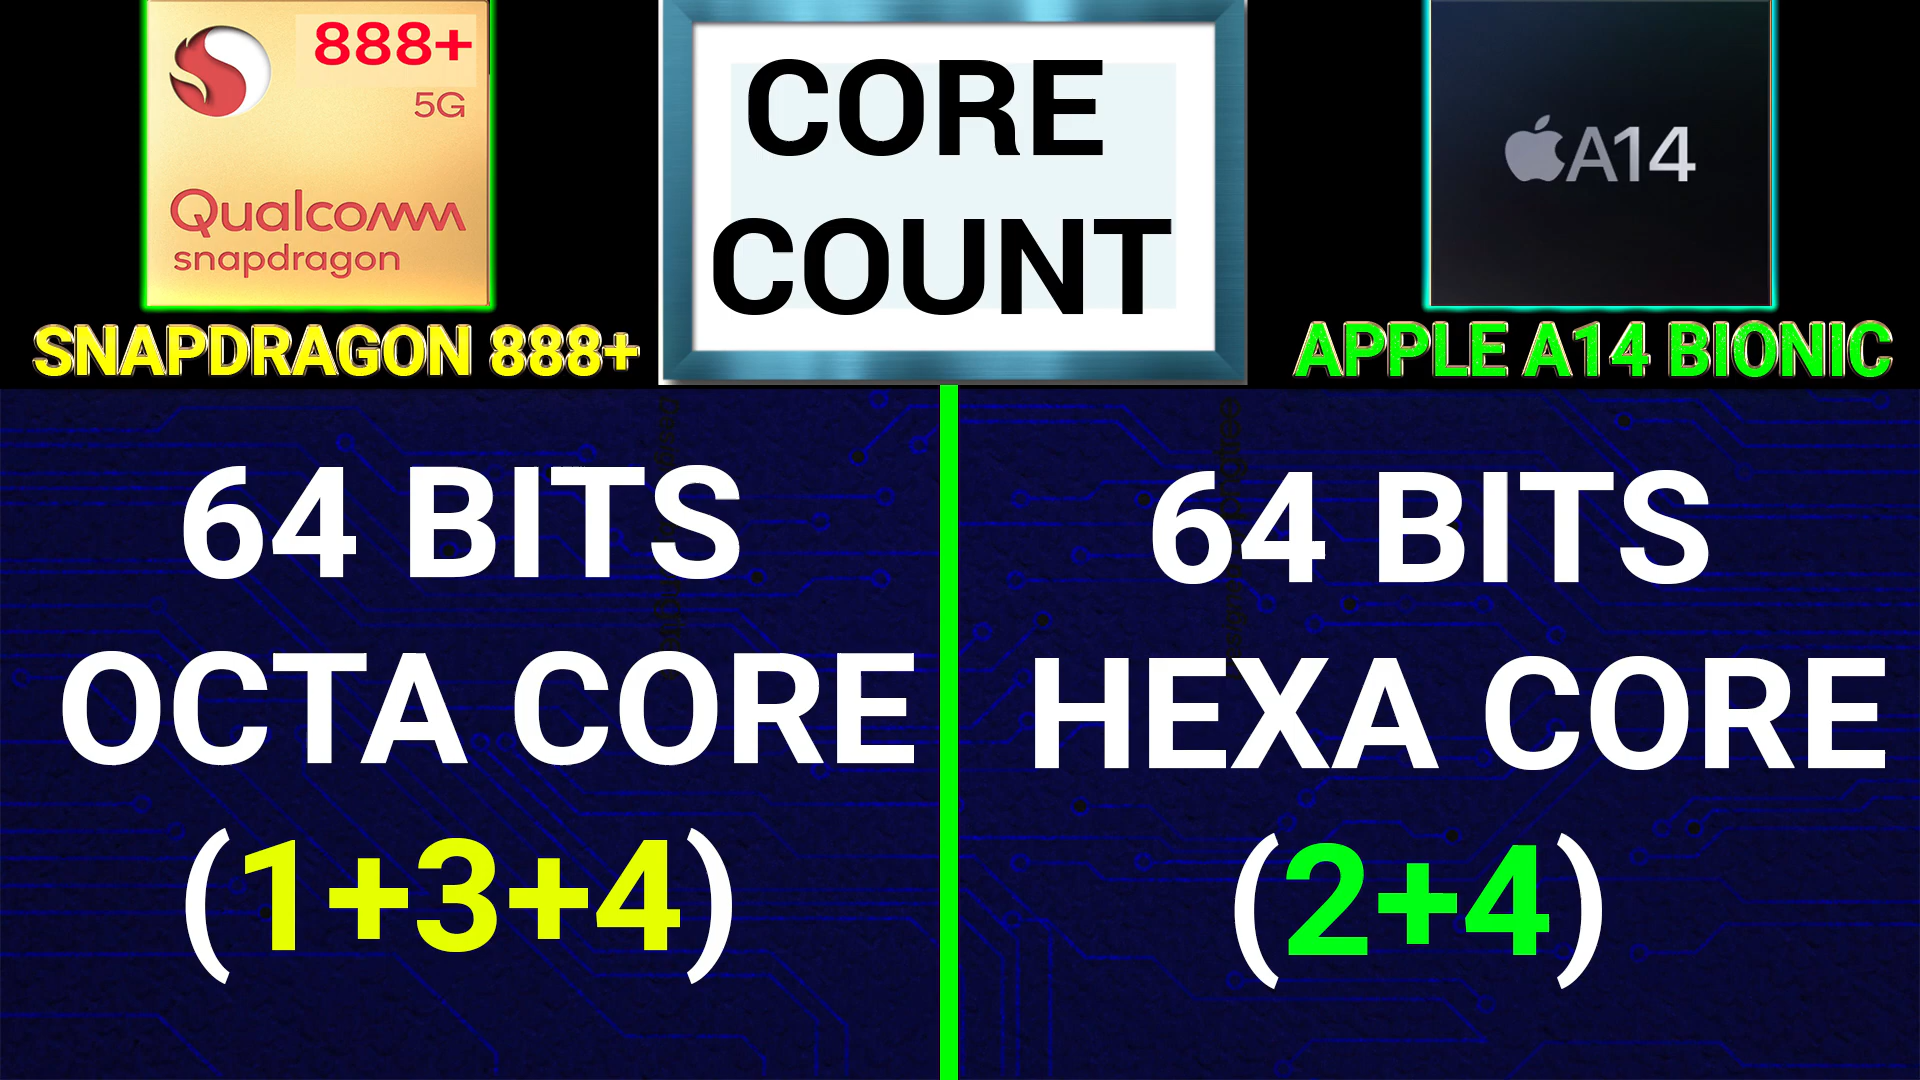 888+
5G
Qualcomm
snapdragon
SNAPDRAGON 888+
CORE
COUNT
A14
APPLE A14 BIONIC
64 BITS
OCTA CORE
(1+3+4)
64 BITS
HEXA CORE
(2+4)